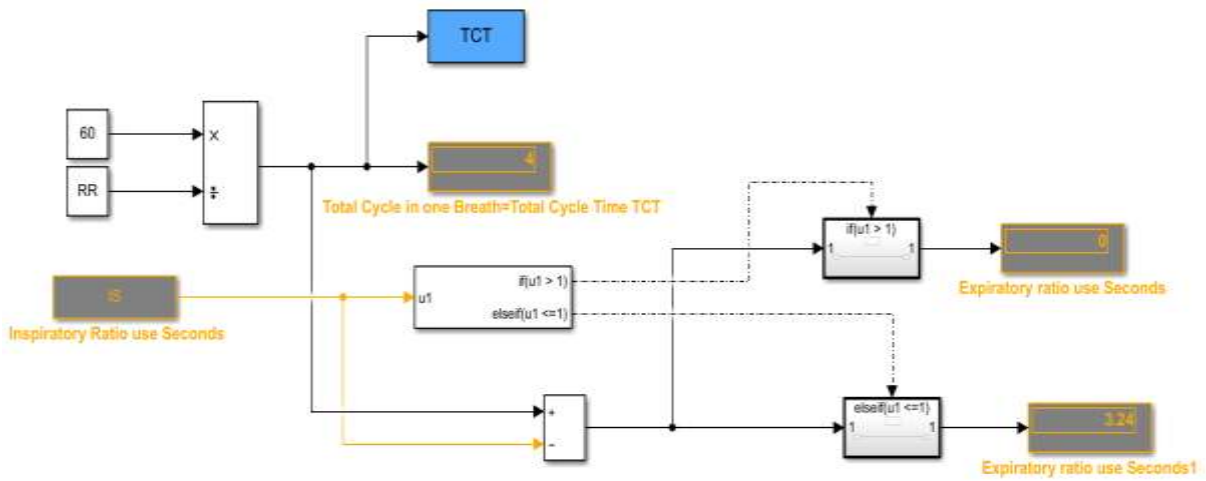 TCT
60
x
RR
÷
4
Total Cycle in one Breath=Total Cycle Time TCT
if(u1 > 1)
1
1
0
Expiratory ratio use Seconds
IS
Inspiratory Ratio use Seconds
u1
if(u1 > 1)
elseif(u1 <=1)
+
−
elseif(u1 <=1)
1
1
3.24
Expiratory ratio use Seconds1